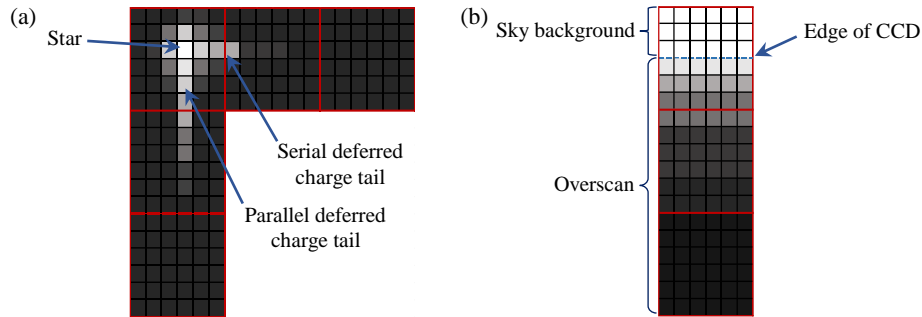 (a)
Star
Serial deferred
charge tail
Parallel deferred
charge tail
(b)
Sky background
Edge of CCD
Overscan